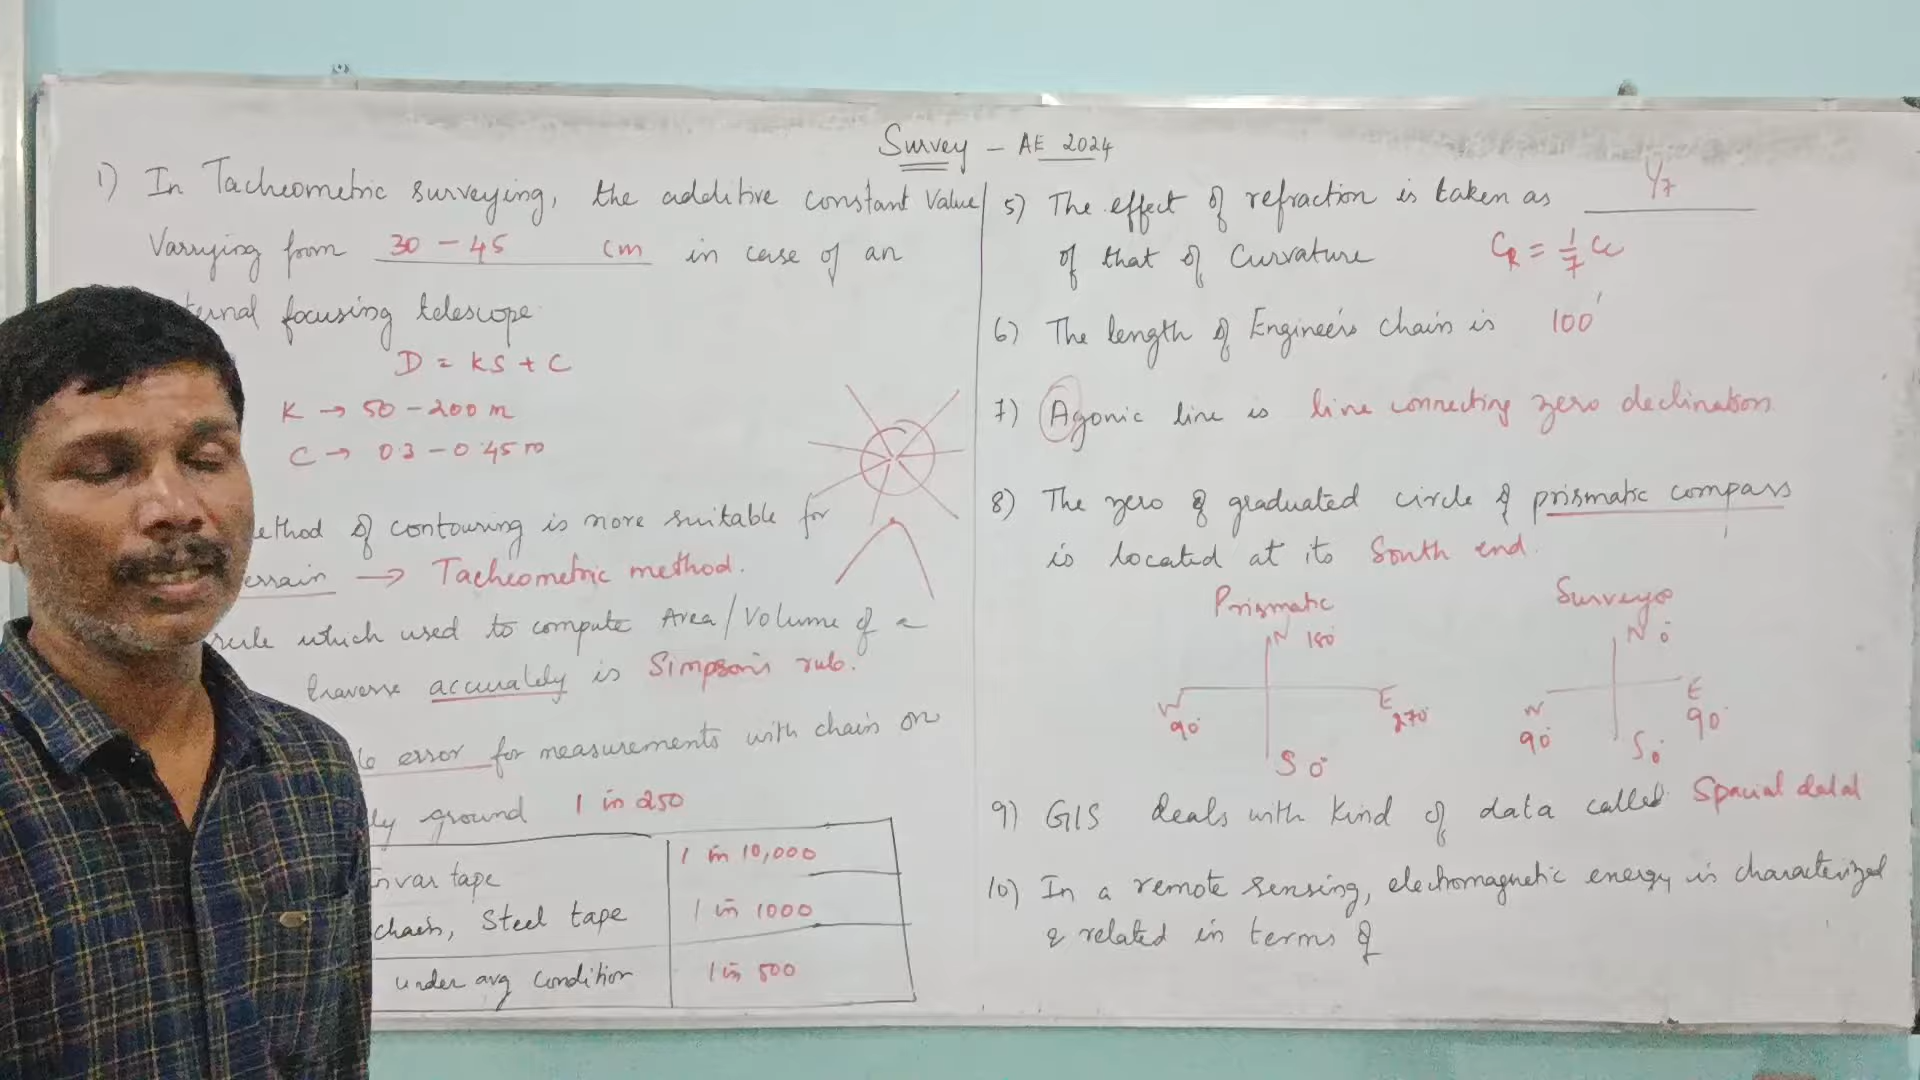 Survey - AE 2024
1) In Tacheometric surveying, the additive constant Value
Varrying from 30 - 45 cm in case of an
ernal focusing telescope
D = KS + C
K → 50 - 200 m
C → 0.3 - 0.45 m
ethod of contouring is more suitable for
errain → Tacheometric method.
rule which used to compute Area/Volume of a
traverse accurately is Simpson's rule.
le error for measurements with chain on
ly ground 1 in 250
Invar tape 1 in 10,000
chain, Steel tape 1 in 1000
under avg condition 1 in 500
5) The effect of refraction is taken as 1/7
of that of Curvature CR = 1/7 Cc
6) The length of Engineer's chain is 100'
7) Agonic line is line connecting zero declination
8) The zero of graduated circle of prismatic compass
is located at its South end.
Prismatic Surveyor
N 180° N 0°
W 90° E 270° W 90° E 90°
S 0° S 0°
9) GIS deals with kind of data called Spacial datal
10) In a remote sensing, electromagnetic energy is characterized
& related in terms of